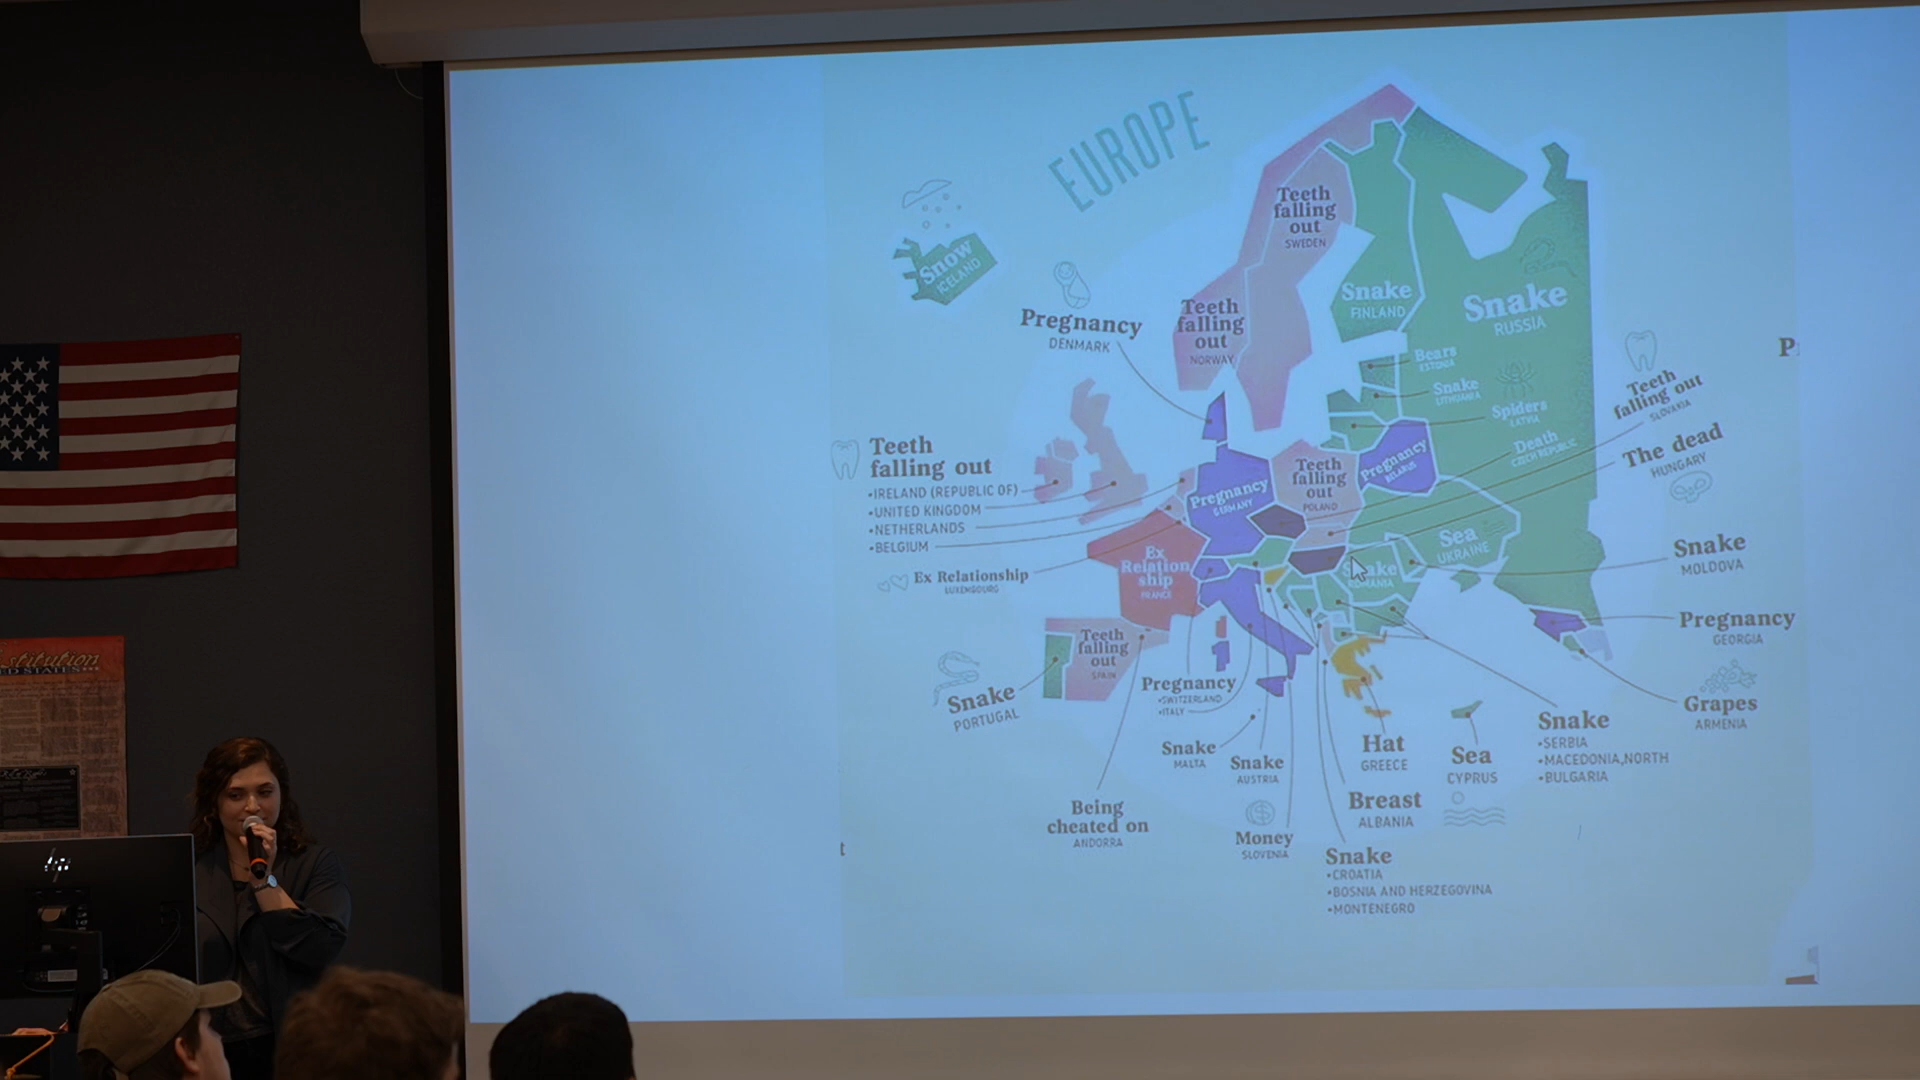 EUROPE
Snow
ICELAND
Teeth
falling
out
SWEDEN
Teeth
falling
out
NORWAY
Snake
FINLAND
Snake
RUSSIA
Pregnancy
DENMARK
Bears
ESTONIA
Snake
LITHUANIA
Spiders
LATVIA
Death
CZECH REPUBLIC
Teeth
falling out
SLOVAKIA
The dead
HUNGARY
Teeth
falling out
•IRELAND (REPUBLIC OF)
•UNITED KINGDOM
•NETHERLANDS
•BELGIUM
Pregnancy
GERMANY
Teeth
falling
out
POLAND
Pregnancy
BELARUS
Sea
UKRAINE
Snake
MOLDOVA
Ex Relationship
LUXEMBOURG
Ex
Relation
ship
FRANCE
Snake
ROMANIA
Pregnancy
GEORGIA
Grapes
ARMENIA
Teeth
falling
out
SPAIN
Snake
PORTUGAL
Pregnancy
•SWITZERLAND
•ITALY
Snake
MALTA
Snake
AUSTRIA
Hat
GREECE
Sea
CYPRUS
Snake
•SERBIA
•MACEDONIA,NORTH
•BULGARIA
Being
cheated on
ANDORRA
Money
SLOVENIA
Breast
ALBANIA
Snake
•CROATIA
•BOSNIA AND HERZEGOVINA
•MONTENEGRO
hp